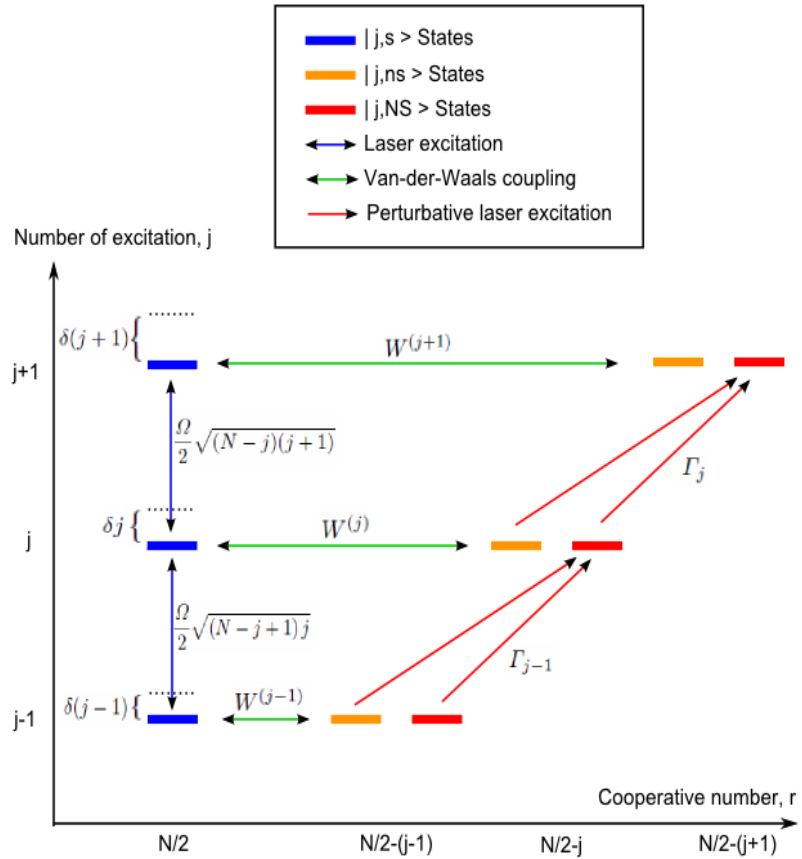 | j,s > States
| j,ns > States
| j,NS > States
Laser excitation
Van-der-Waals coupling
Perturbative laser excitation
Number of excitation, j
δ(j + 1){
W^(j+1)
j+1
Ω/2 √(N − j)(j + 1)
Γ_j
δj {
W^(j)
j
Ω/2 √(N − j + 1) j
Γ_{j−1}
δ(j − 1){
W^(j−1)
j-1
Cooperative number, r
N/2 N/2-(j-1) N/2-j N/2-(j+1)